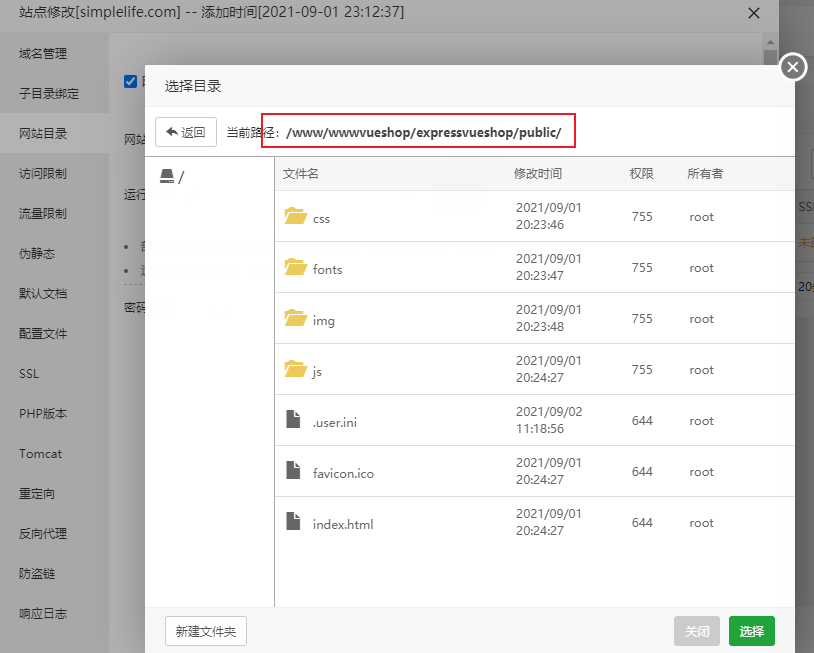 站点修改[simplelife.com] -- 添加时间[2021-09-01 23:12:37]
域名管理
子目录绑定
网站目录
访问限制
流量限制
伪静态
默认文档
配置文件
SSL
PHP版本
Tomcat
重定向
反向代理
防盗链
响应日志
网站
运行
密码
选择目录
返回 当前路径: /www/wwwvueshop/expressvueshop/public/
/
文件名 修改时间 权限 所有者
css 2021/09/01 20:23:46 755 root
fonts 2021/09/01 20:23:47 755 root
img 2021/09/01 20:23:48 755 root
js 2021/09/01 20:24:27 755 root
.user.ini 2021/09/02 11:18:56 644 root
favicon.ico 2021/09/01 20:24:27 644 root
index.html 2021/09/01 20:24:27 644 root
新建文件夹 关闭 选择